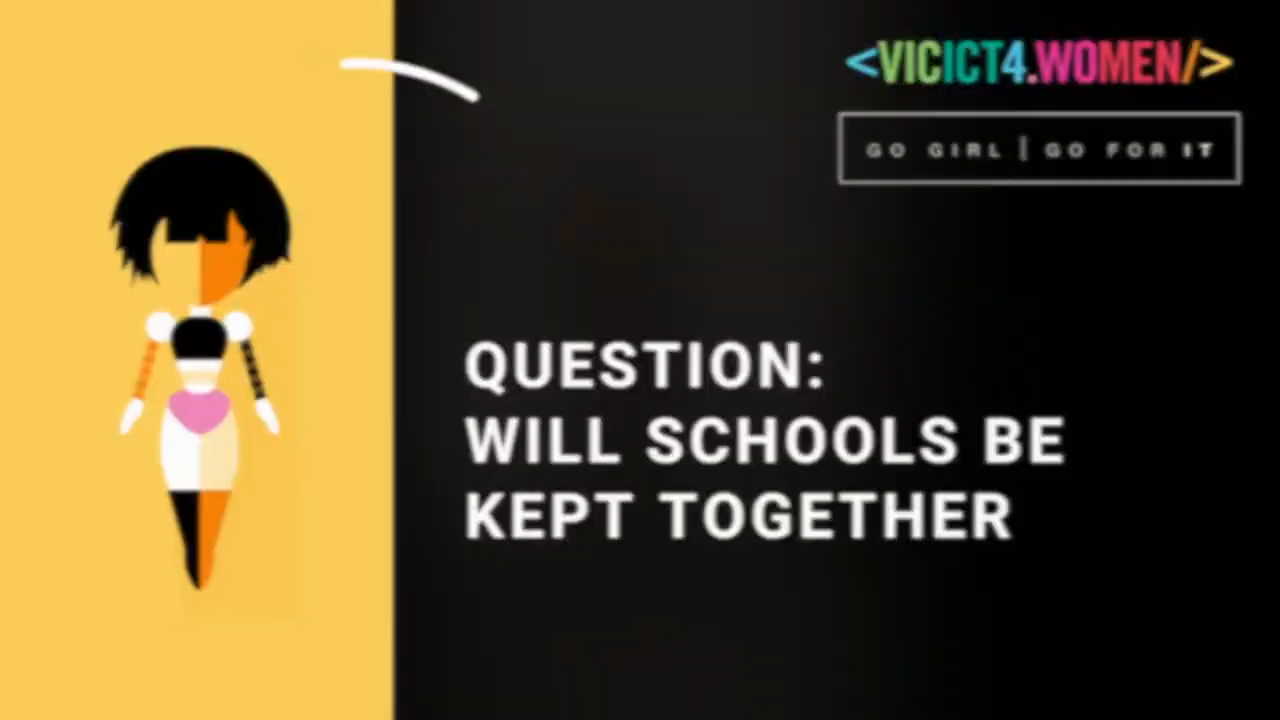 <VICICT4.WOMEN/>
GO GIRL | GO FOR IT
QUESTION:
WILL SCHOOLS BE
KEPT TOGETHER